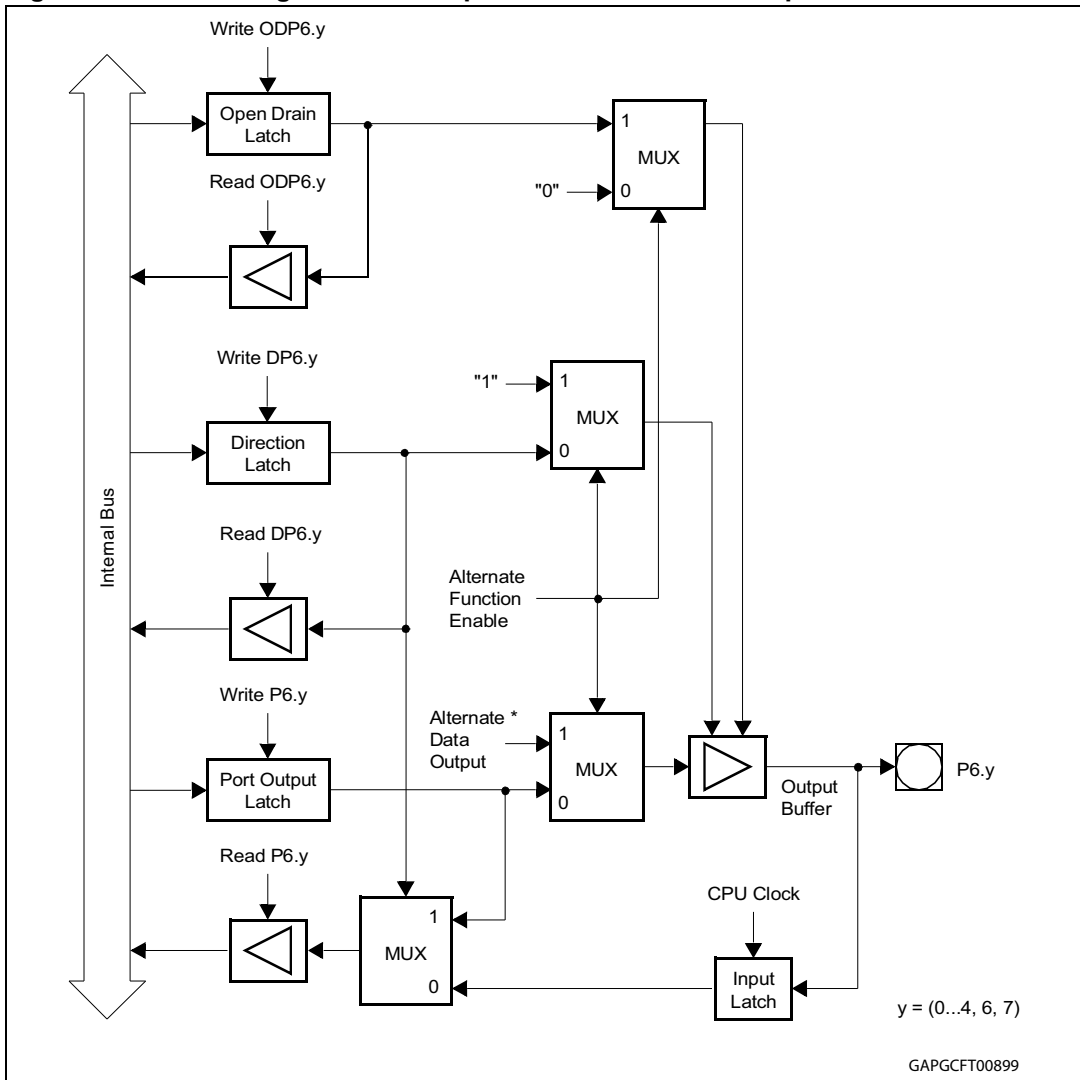 Write ODP6.y
Open Drain
Latch
1
MUX
"0"
0
Read ODP6.y
Write DP6.y
"1"
1
MUX
0
Direction
Latch
Internal Bus
Read DP6.y
Alternate
Function
Enable
Write P6.y
Alternate *
Data
Output
1
MUX
0
Port Output
Latch
Output
Buffer
P6.y
Read P6.y
1
MUX
0
CPU Clock
Input
Latch
y = (0...4, 6, 7)
GAPGCFT00899